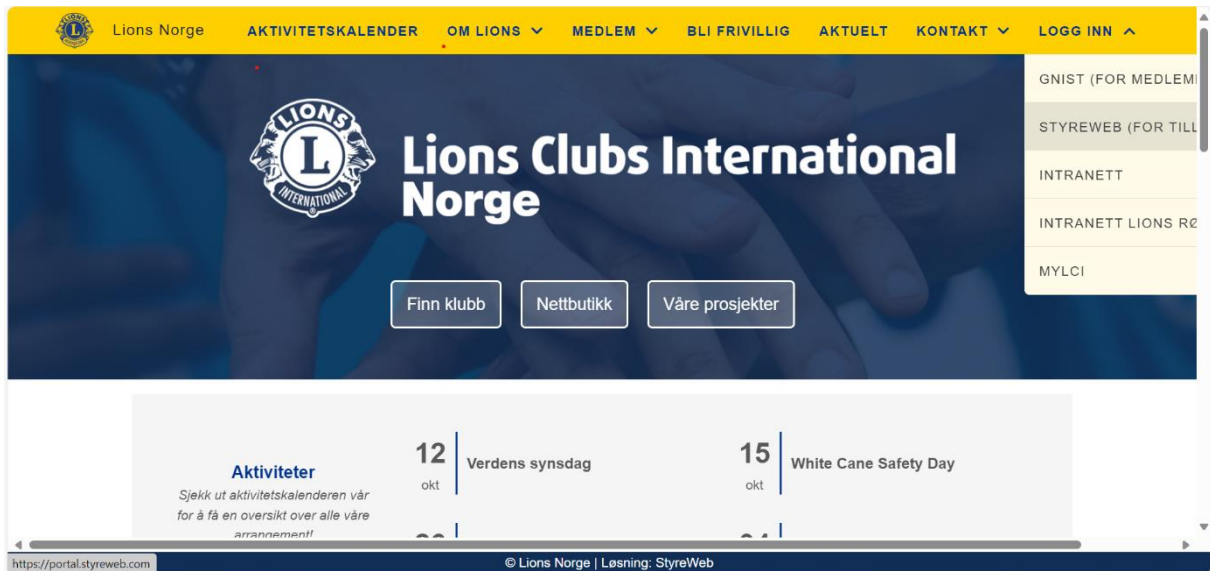 Lions Norge AKTIVITETSKALENDER OM LIONS MEDLEM BLI FRIVILLIG AKTUELT KONTAKT LOGG INN
GNIST (FOR MEDLEM
STYREWEB (FOR TILL
INTRANETT
INTRANETT LIONS RØ
MYLCI
LIONS
L
INTERNATIONAL
Lions Clubs International
Norge
Finn klubb Nettbutikk Våre prosjekter
Aktiviteter
Sjekk ut aktivitetskalenderen vår
for å få en oversikt over alle våre
arrangement!
12
okt
Verdens synsdag
15
okt
White Cane Safety Day
https://portal.styreweb.com
© Lions Norge | Løsning: StyreWeb